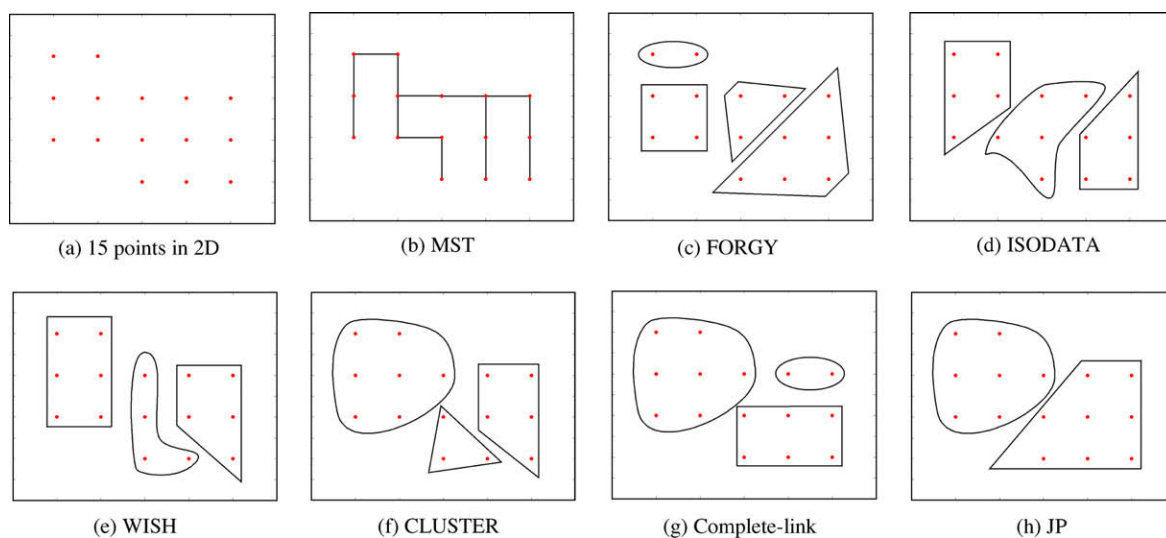 (a) 15 points in 2D
(b) MST
(c) FORGY
(d) ISODATA
(e) WISH
(f) CLUSTER
(g) Complete-link
(h) JP